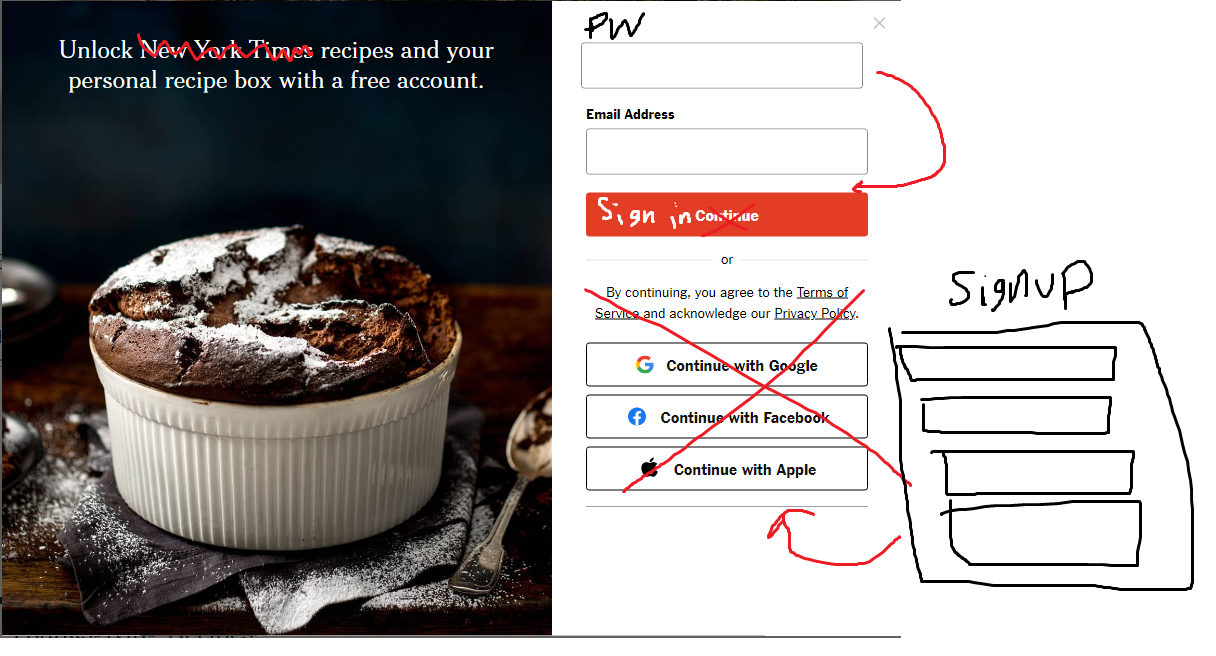 Unlock New York Times recipes and your
personal recipe box with a free account.
PW
Email Address
Sign in Continue
or
By continuing, you agree to the Terms of
Service and acknowledge our Privacy Policy.
Continue with Google
Continue with Facebook
Continue with Apple
SignuP